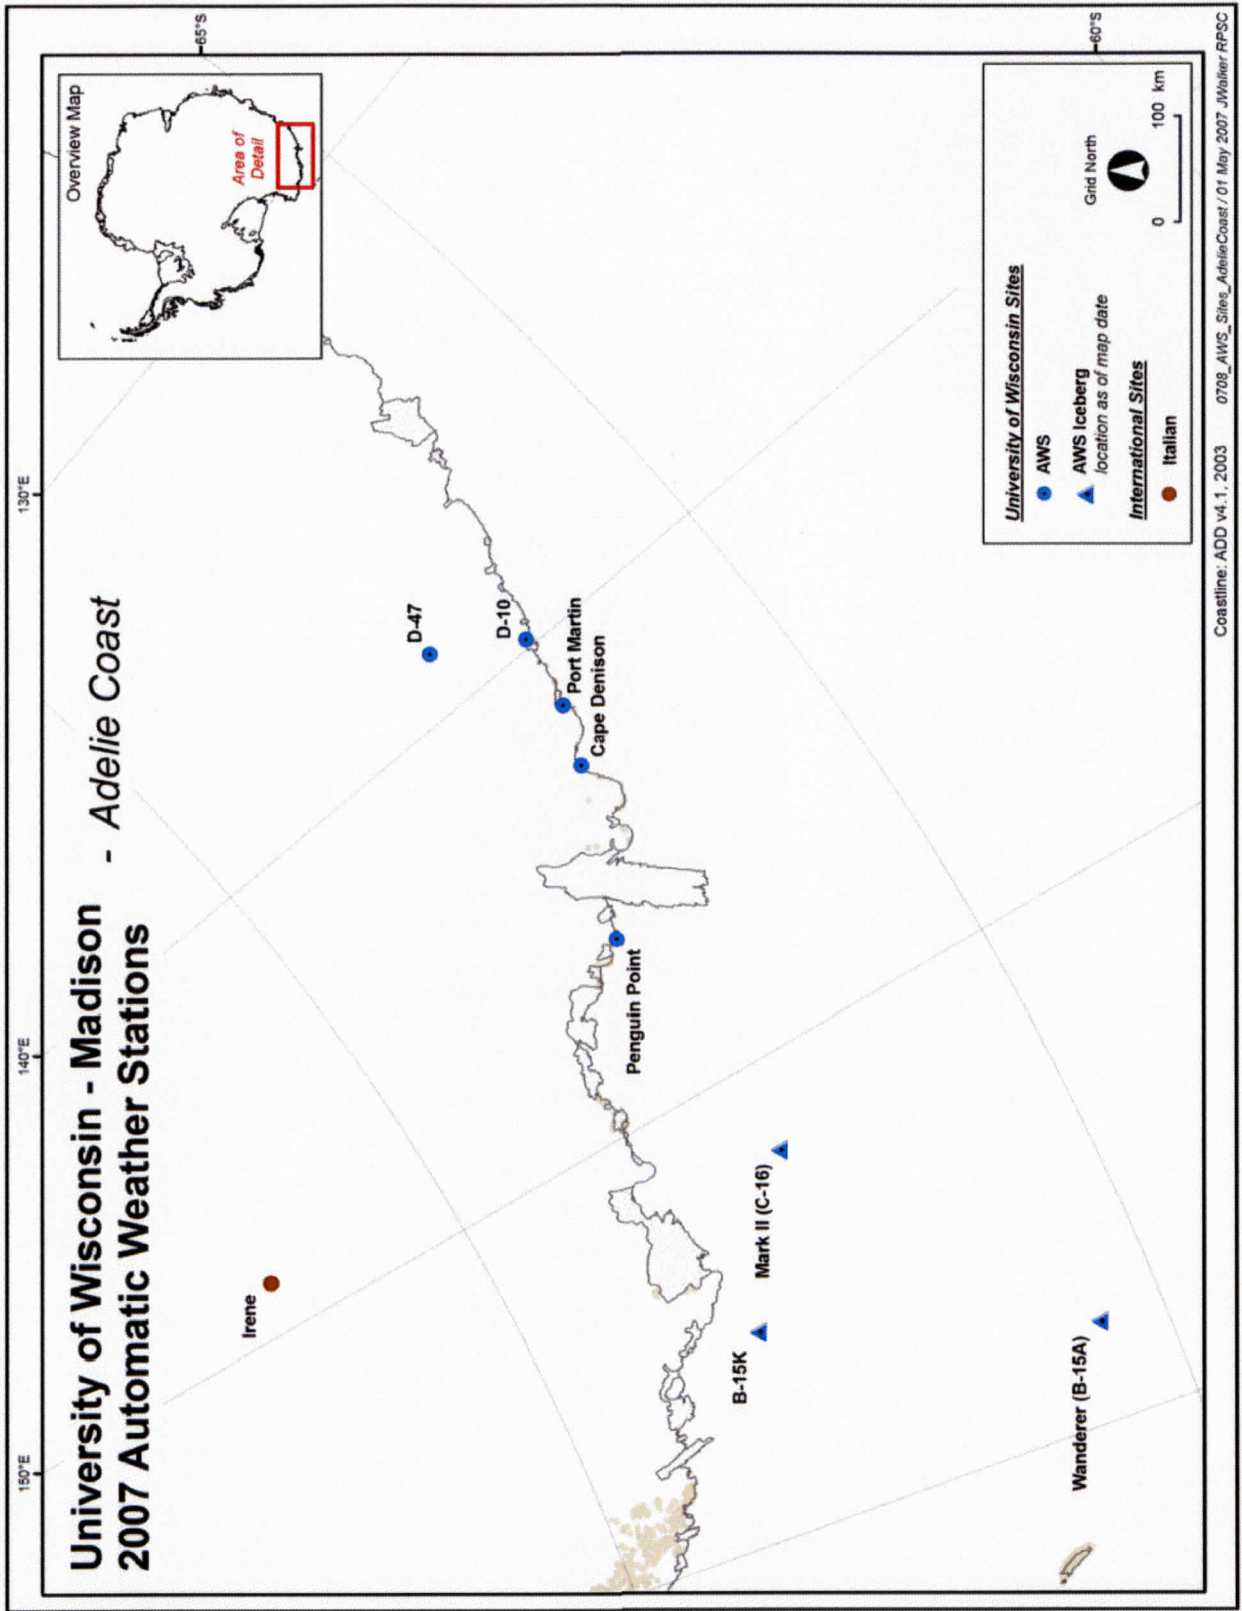 University of Wisconsin - Madison - Adelie Coast
2007 Automatic Weather Stations
150°E
140°E
130°E
65°S
60°S
Overview Map
Area of
Detail
Irene
D-47
D-10
Port Martin
Cape Denison
Penguin Point
Mark II (C-16)
B-15K
Wanderer (B-15A)
University of Wisconsin Sites
AWS
AWS Iceberg
location as of map date
International Sites
Italian
Grid North
0 100 km
Coastline: ADD v4.1, 2003 0708_AWS_Sites_AdelieCoast / 01 May 2007 JWalker RPSC